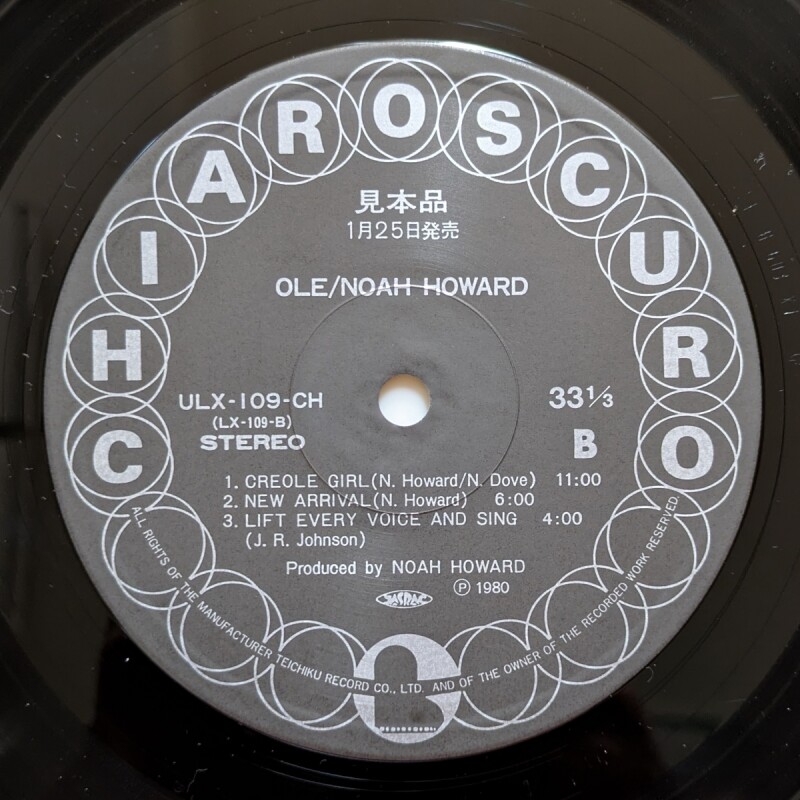 CHIAROSCURO
見本品
1月25日発売
OLE/NOAH HOWARD
ULX-109-CH
(LX-109-B)
STEREO
33⅓
B
1. CREOLE GIRL(N. Howard/N. Dove) 11:00
2. NEW ARRIVAL(N. Howard) 6:00
3. LIFT EVERY VOICE AND SING 4:00
(J. R. Johnson)
Produced by NOAH HOWARD
JASRAC ℗ 1980
ALL RIGHTS OF THE MANUFACTURER TEICHIKU RECORD CO., LTD. AND OF THE OWNER OF THE RECORDED WORK RESERVED.